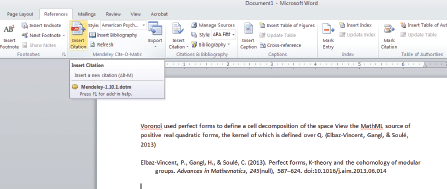 Document1 - Microsoft Word
Page Layout References Mailings Review View Acrobat
Insert Footnote
Insert Endnote
Next Footnote
Show Notes
Footnotes
Insert Citation
Style: American Psych...
Insert Bibliography
Refresh
Export
Mendeley Cite-O-Matic
Insert Citation
Manage Sources
Style: APA Fift
Bibliography
Citations & Bibliography
Insert Caption
Insert Table of Figures
Update Table
Cross-reference
Captions
Mark Entry
Insert Index
Update Index
Index
Mark Citation
Insert Table of Auth
Update Table
Table of Authorities
Insert Citation
Insert a new citation (Alt-M)
Mendeley-1.10.1.dotm
Press F1 for add-in help.
Voronoi used perfect forms to define a cell decomposition of the space View the MathML source of
positive real quadratic forms, the kernel of which is defined over Q. (Elbaz-Vincent, Gangl, & Soulé,
2013)
Elbaz-Vincent, P., Gangl, H., & Soulé, C. (2013). Perfect forms, K-theory and the cohomology of modular
groups. Advances in Mathematics, 245(null), 587–624. doi:10.1016/j.aim.2013.06.014